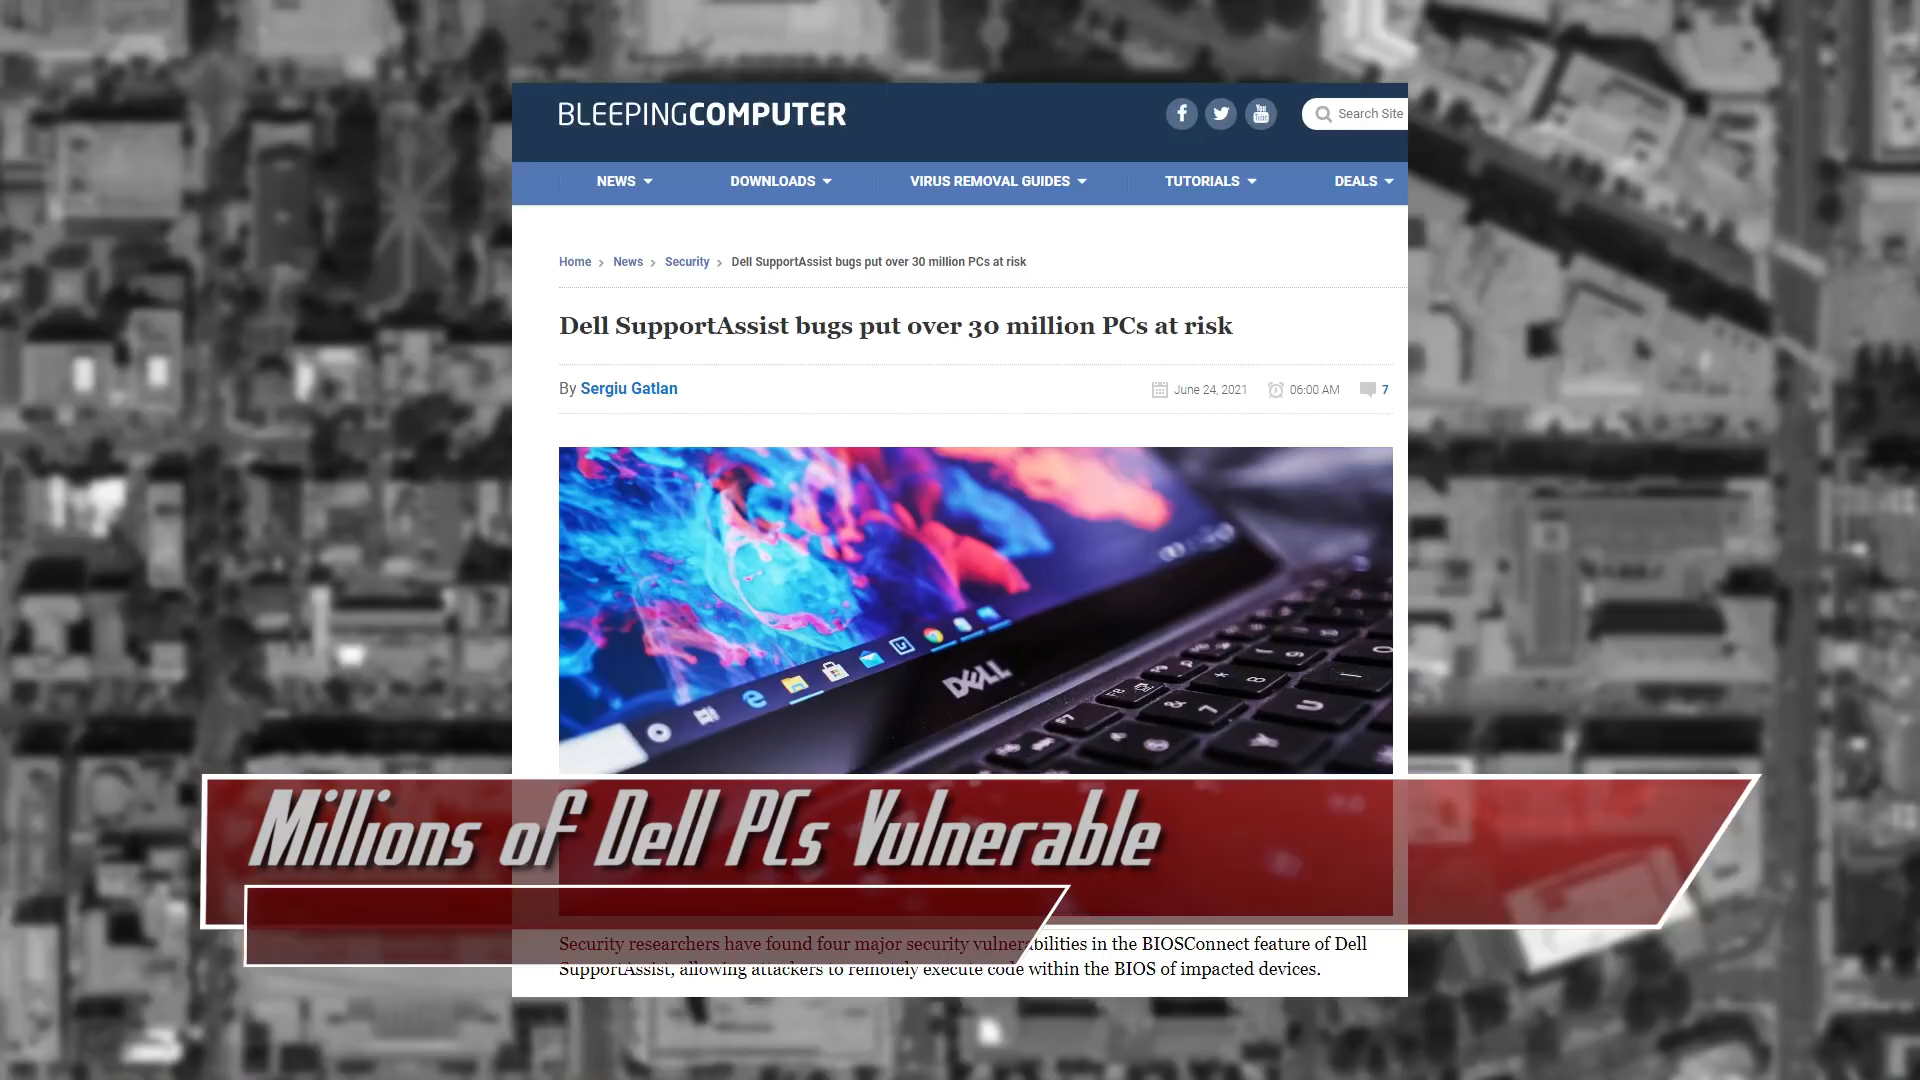 BLEEPINGCOMPUTER
Search Site
NEWS
DOWNLOADS
VIRUS REMOVAL GUIDES
TUTORIALS
DEALS
Home > News > Security > Dell SupportAssist bugs put over 30 million PCs at risk
Dell SupportAssist bugs put over 30 million PCs at risk
By Sergiu Gatlan
June 24, 2021
06:00 AM
7
DELL
Millions of Dell PCs Vulnerable
Security researchers have found four major security vulnerabilities in the BIOSConnect feature of Dell
SupportAssist, allowing attackers to remotely execute code within the BIOS of impacted devices.